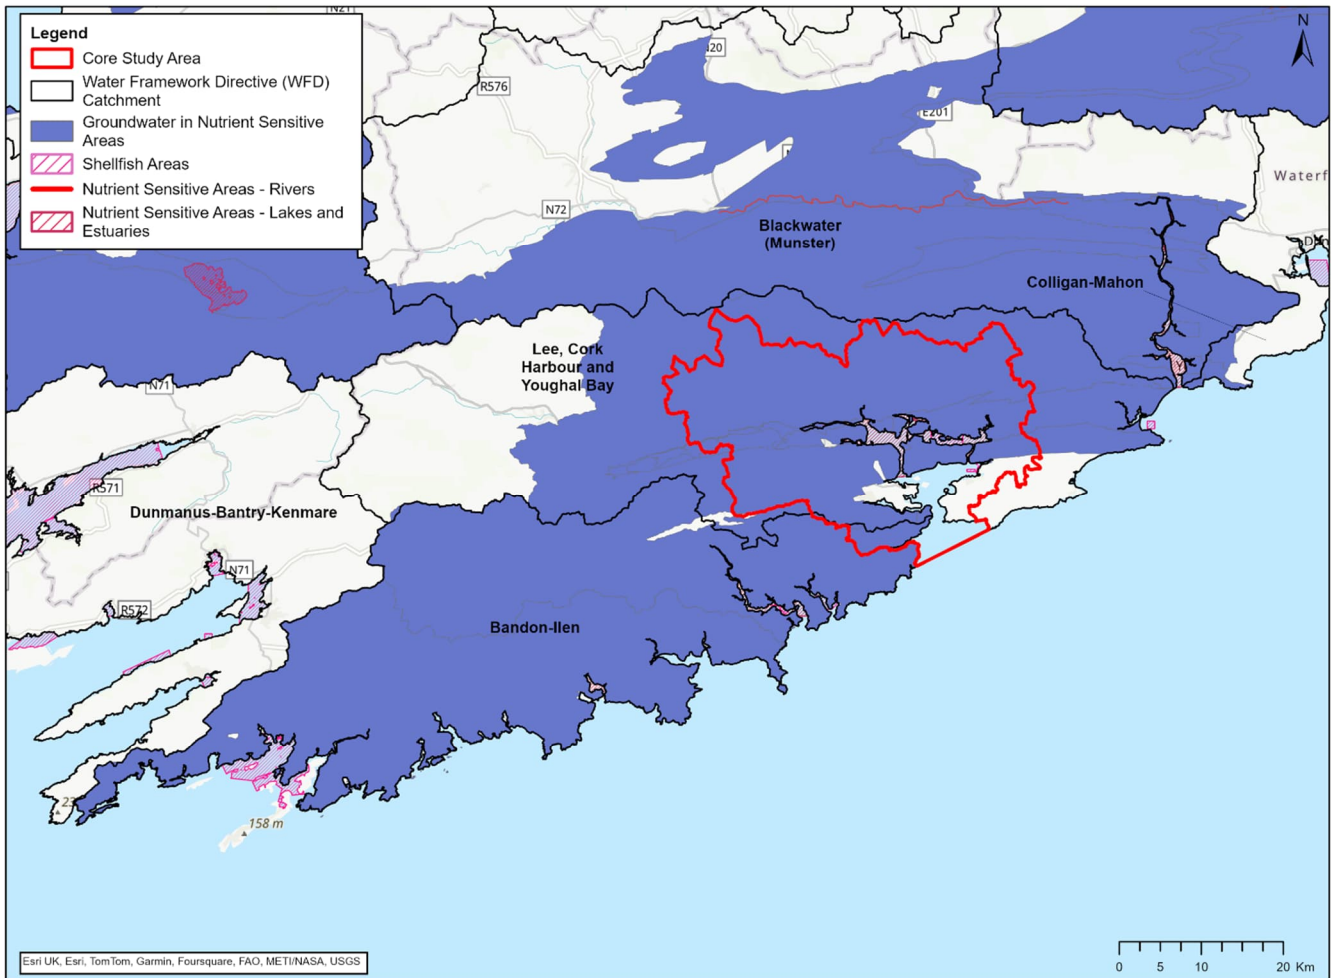 N21
Legend
Core Study Area
Water Framework Directive (WFD)
Catchment
Groundwater in Nutrient Sensitive
Areas
Shellfish Areas
Nutrient Sensitive Areas - Rivers
Nutrient Sensitive Areas - Lakes and
Estuaries
N
R576
E201
Waterf
N72
Blackwater
(Munster)
Colligan-Mahon
Lee, Cork
Harbour and
Youghal Bay
N71
R571
Dunmanus-Bantry-Kenmare
N71
R572
Bandon-Ilen
158 m
Esri UK, Esri, TomTom, Garmin, Foursquare, FAO, METI/NASA, USGS
0 5 10 20 Km